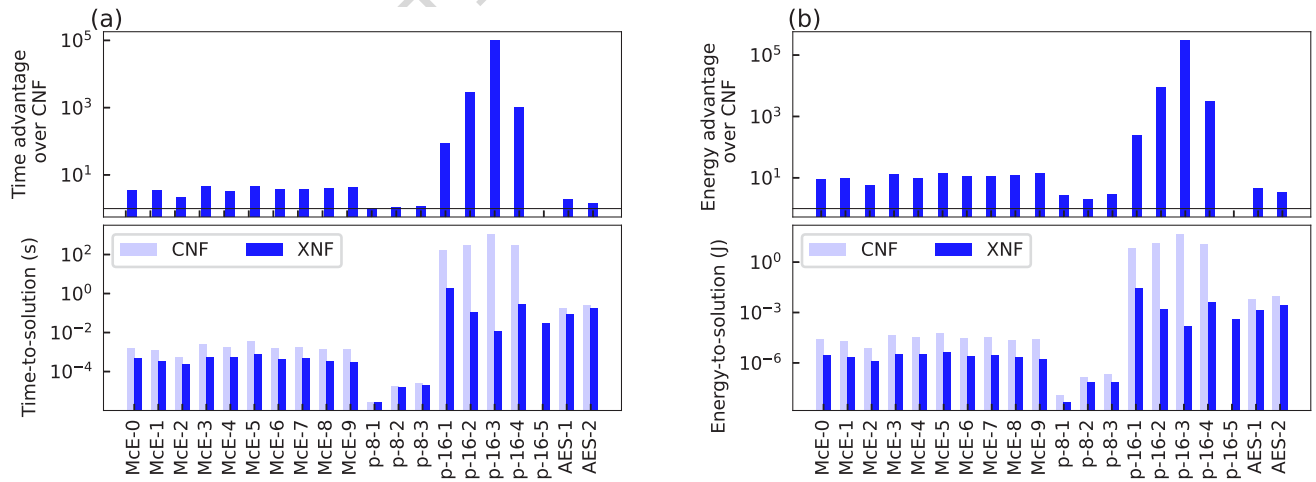 (a)
Time advantage
over CNF
10^5
10^3
10^1
Time-to-solution (s)
10^2
10^0
10^−2
10^−4
CNF XNF
McE-0
McE-1
McE-2
McE-3
McE-4
McE-5
McE-6
McE-7
McE-8
McE-9
p-8-1
p-8-2
p-8-3
p-16-1
p-16-2
p-16-3
p-16-4
p-16-5
AES-1
AES-2
(b)
Energy advantage
over CNF
10^5
10^3
10^1
Energy-to-solution (J)
10^0
10^−3
10^−6
CNF XNF
McE-0
McE-1
McE-2
McE-3
McE-4
McE-5
McE-6
McE-7
McE-8
McE-9
p-8-1
p-8-2
p-8-3
p-16-1
p-16-2
p-16-3
p-16-4
p-16-5
AES-1
AES-2